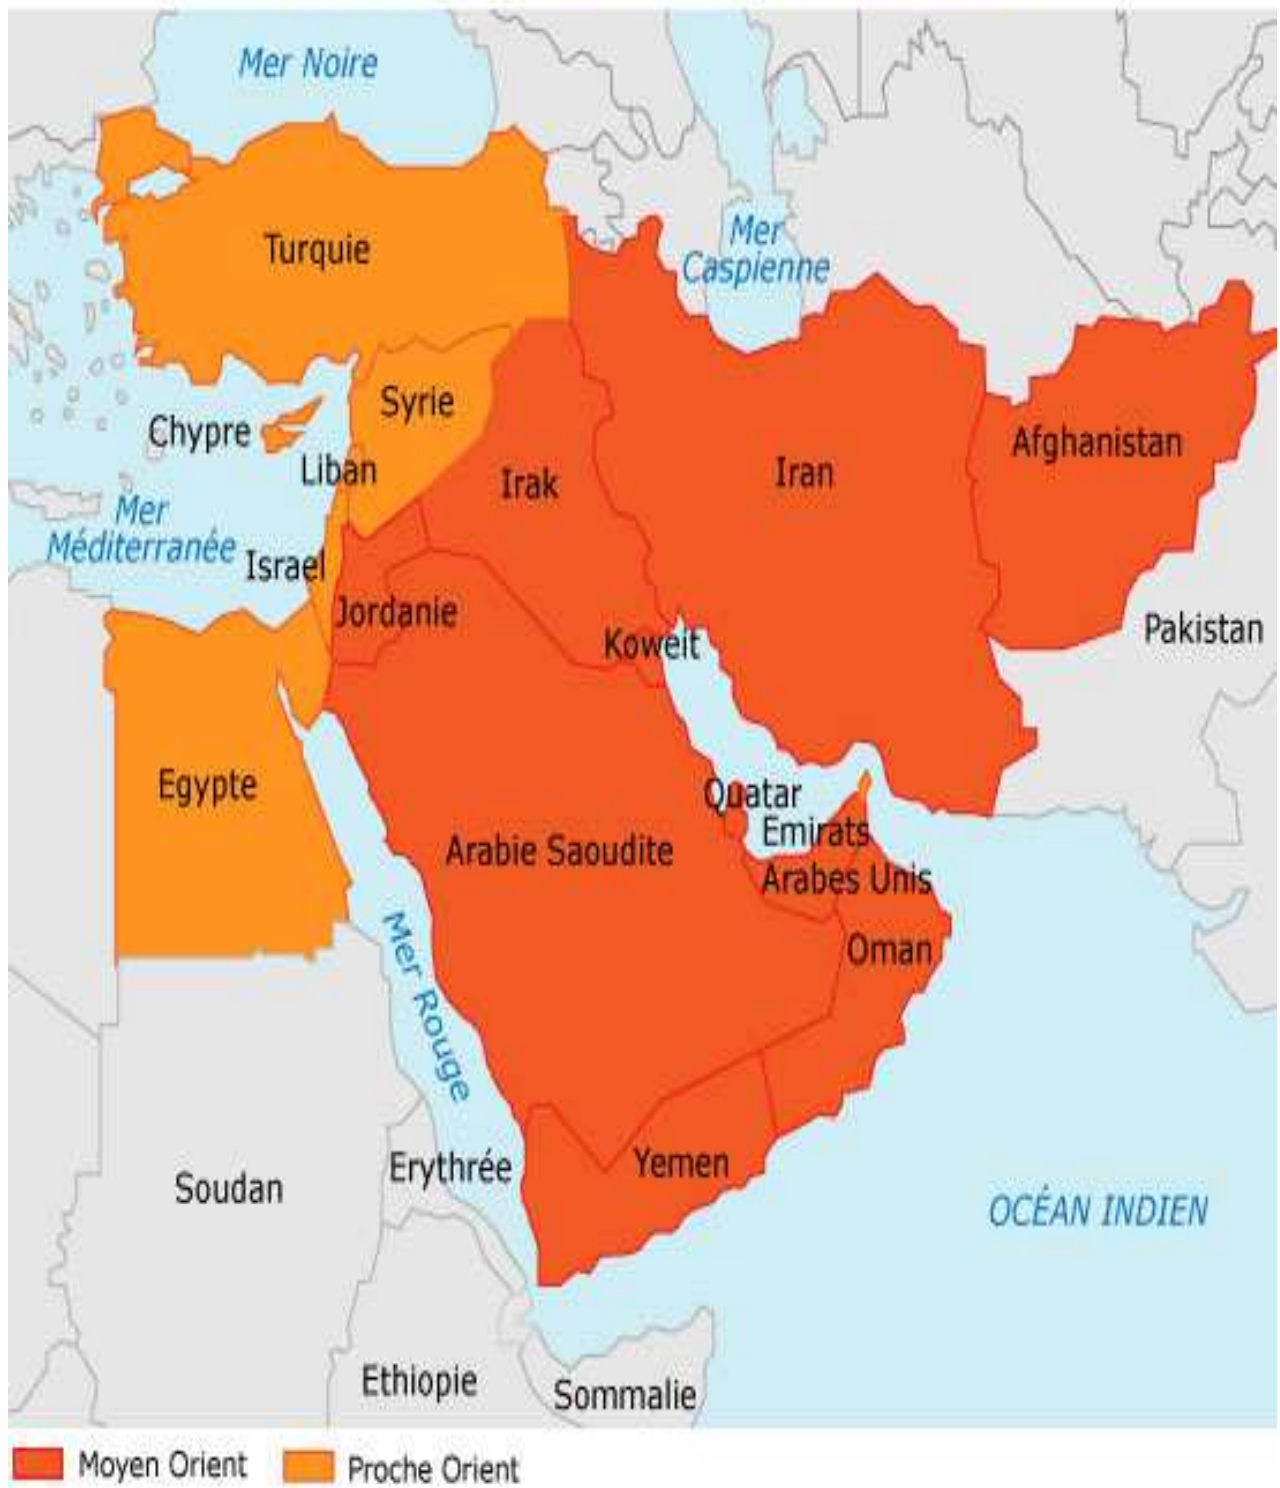 Mer Noire
Turquie
Mer
Caspienne
Syrie
Chypre
Liban
Irak
Iran
Afghanistan
Mer
Méditerranée
Israel
Jordanie
Koweit
Pakistan
Egypte
Quatar
Emirats
Arabes Unis
Arabie Saoudite
Oman
Mer Rouge
Erythrée
Yemen
Soudan
OCÉAN INDIEN
Ethiopie
Sommalie
Moyen Orient
Proche Orient